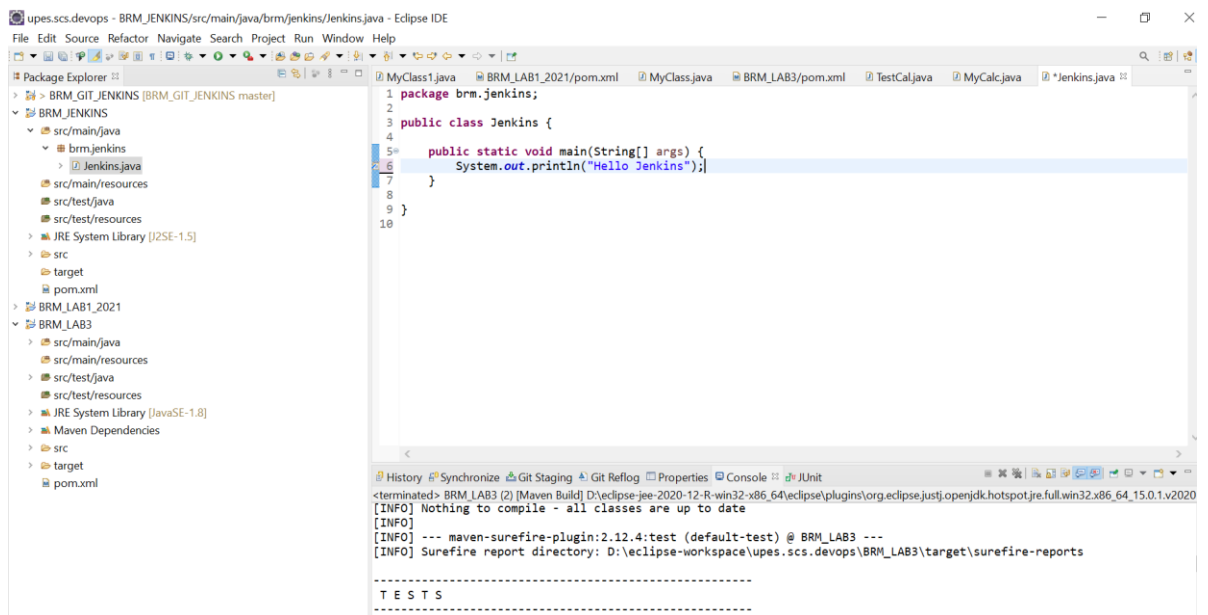 upes.scs.devops - BRM_JENKINS/src/main/java/brm/jenkins/Jenkins.java - Eclipse IDE
File Edit Source Refactor Navigate Search Project Run Window Help
Package Explorer
> BRM_GIT_JENKINS [BRM_GIT_JENKINS master]
BRM_JENKINS
src/main/java
brm.jenkins
Jenkins.java
src/main/resources
src/test/java
src/test/resources
JRE System Library [J2SE-1.5]
src
target
pom.xml
BRM_LAB1_2021
BRM_LAB3
src/main/java
src/main/resources
src/test/java
src/test/resources
JRE System Library [JavaSE-1.8]
Maven Dependencies
src
target
pom.xml
MyClass1.java BRM_LAB1_2021/pom.xml MyClass.java BRM_LAB3/pom.xml TestCal.java MyCalc.java *Jenkins.java
1 package brm.jenkins;
2
3 public class Jenkins {
4
5 public static void main(String[] args) {
6 System.out.println("Hello Jenkins");
7 }
8
9 }
10
History Synchronize Git Staging Git Reflog Properties Console JUnit
<terminated> BRM_LAB3 (2) [Maven Build] D:\eclipse-jee-2020-12-R-win32-x86_64\eclipse\plugins\org.eclipse.justj.openjdk.hotspot.jre.full.win32.x86_64_15.0.1.v2020
[INFO] Nothing to compile - all classes are up to date
[INFO]
[INFO] --- maven-surefire-plugin:2.12.4:test (default-test) @ BRM_LAB3 ---
[INFO] Surefire report directory: D:\eclipse-workspace\upes.scs.devops\BRM_LAB3\target\surefire-reports
-------------------------------------------------------
T E S T S
-------------------------------------------------------